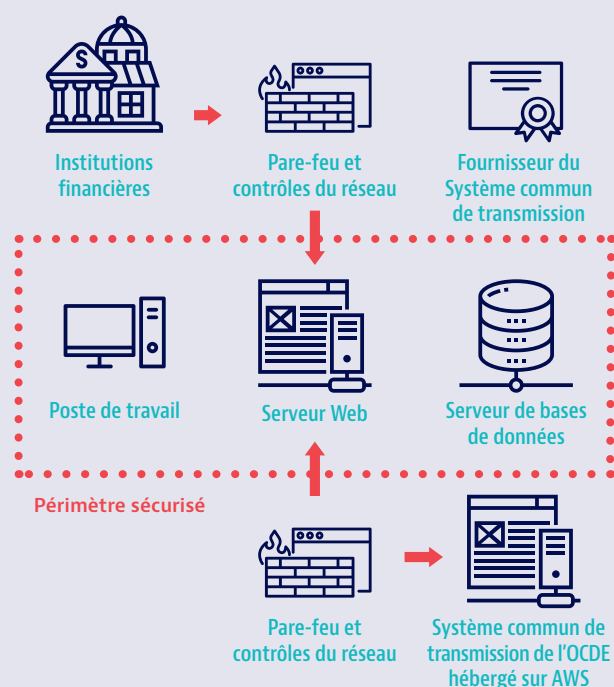 Institutions
financières
Pare-feu et
contrôles du réseau
Fournisseur du
Système commun
de transmission
Poste de travail
Serveur Web
Serveur de bases
de données
Périmètre sécurisé
Pare-feu et
contrôles du réseau
Système commun de
transmission de l'OCDE
hébergé sur AWS